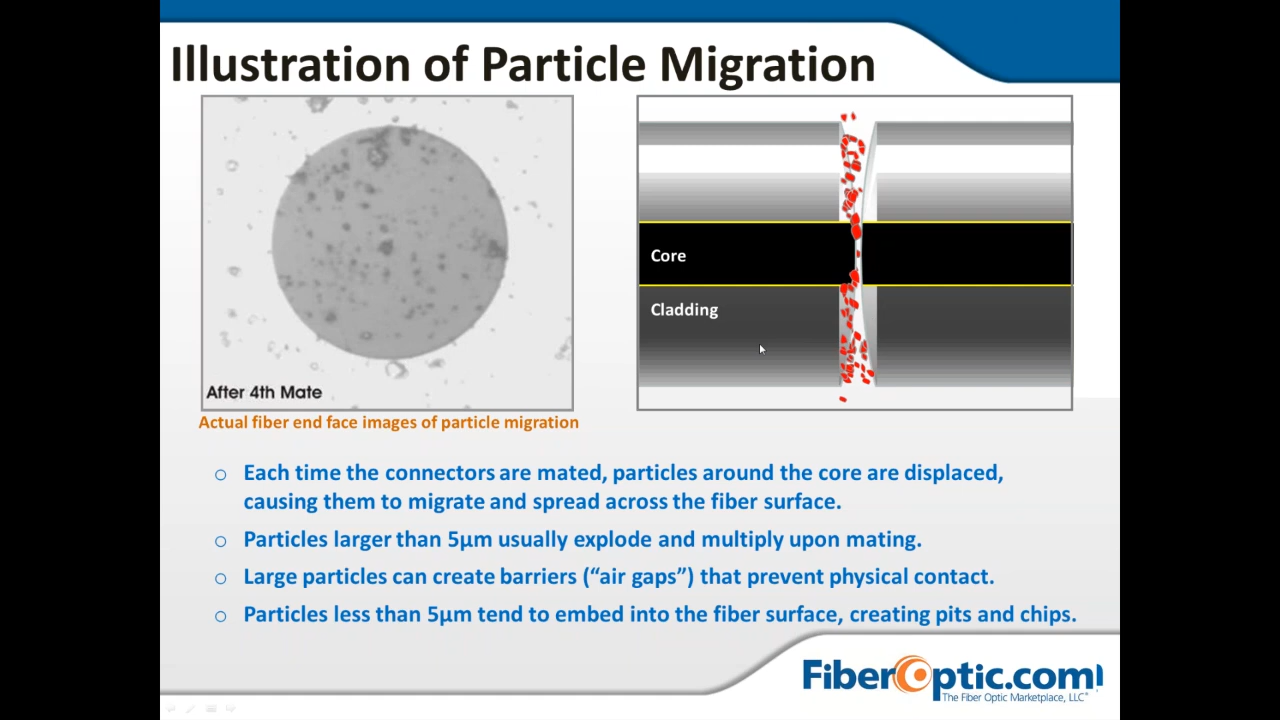 Illustration of Particle Migration
After 4th Mate
Core
Cladding
Actual fiber end face images of particle migration
Each time the connectors are mated, particles around the core are displaced,
causing them to migrate and spread across the fiber surface.
Particles larger than 5µm usually explode and multiply upon mating.
Large particles can create barriers (“air gaps”) that prevent physical contact.
Particles less than 5µm tend to embed into the fiber surface, creating pits and chips.
FiberOptic.com
The Fiber Optic Marketplace, LLC